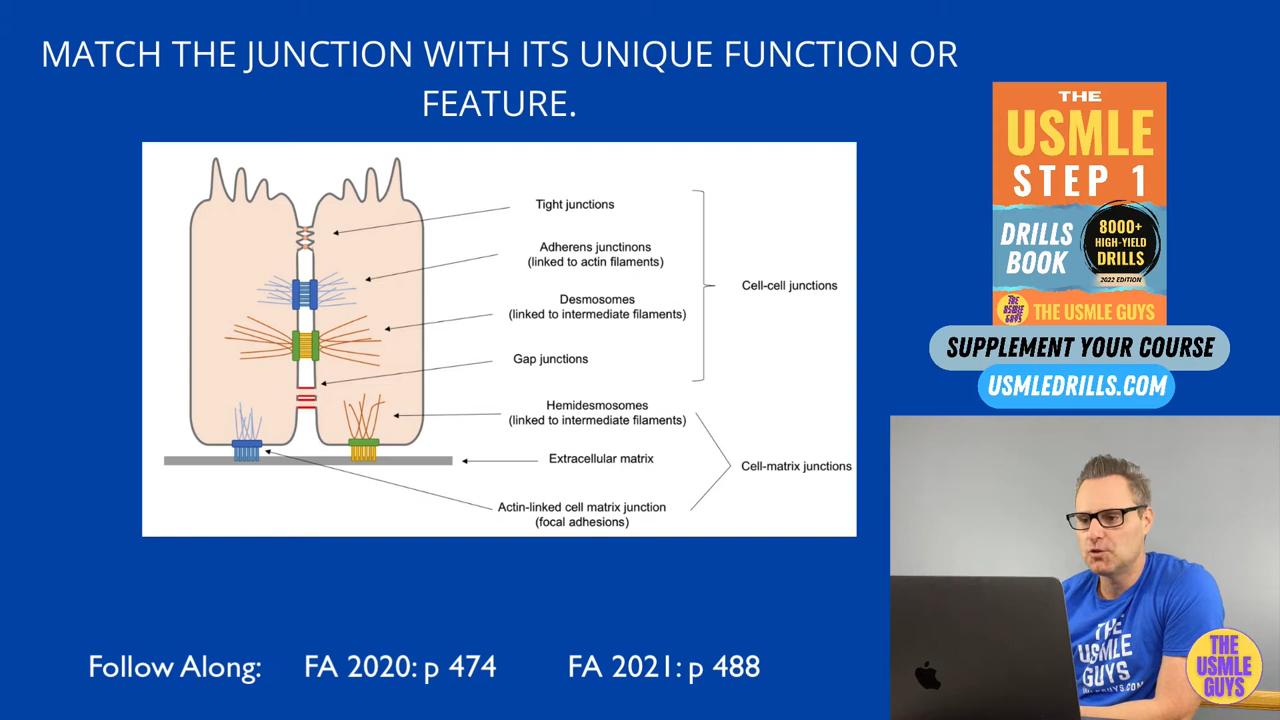 MATCH THE JUNCTION WITH ITS UNIQUE FUNCTION OR
FEATURE.
Tight junctions
Adherens junctinons
(linked to actin filaments)
Desmosomes
(linked to intermediate filaments)
Gap junctions
Cell-cell junctions
Hemidesmosomes
(linked to intermediate filaments)
Extracellular matrix
Actin-linked cell matrix junction
(focal adhesions)
Cell-matrix junctions
Follow Along:
FA 2020: p 474
FA 2021: p 488
THE
USMLE
STEP 1
DRILLS
BOOK
8000+
HIGH-YIELD
DRILLS
2022 EDITION
THE
USMLE
GUYS
THE USMLE GUYS
SUPPLEMENT YOUR COURSE
USMLEDRILLS.COM
THE
USMLE
GUYS
THE
USMLE
GUYS